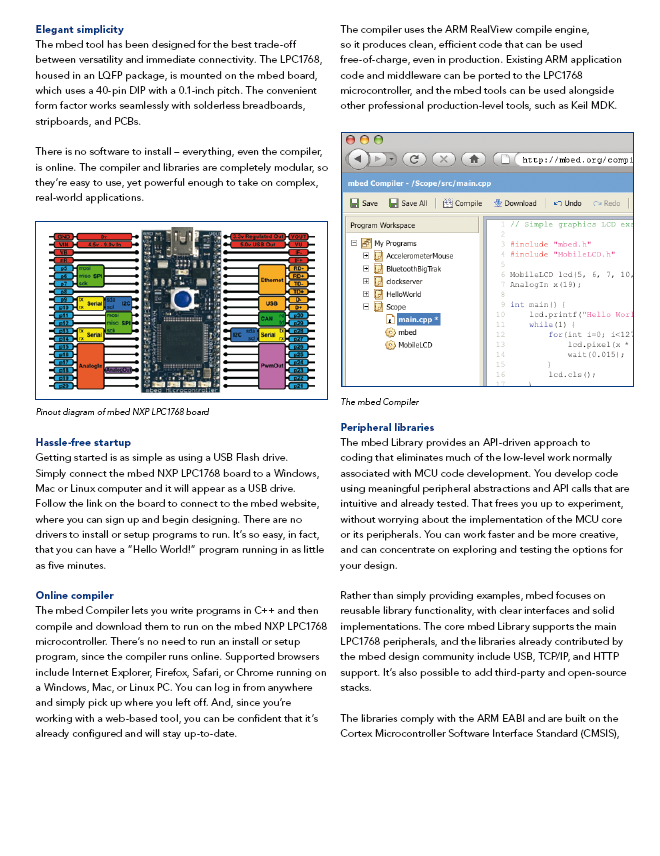 Elegant simplicity
The mbed tool has been designed for the best trade-off
between versatility and immediate connectivity. The LPC1768,
housed in an LQFP package, is mounted on the mbed board,
which uses a 40-pin DIP with a 0.1-inch pitch. The convenient
form factor works seamlessly with solderless breadboards,
stripboards, and PCBs.
There is no software to install – everything, even the compiler,
is online. The compiler and libraries are completely modular, so
they're easy to use, yet powerful enough to take on complex,
real-world applications.
GND
VIN
VB
nR
p5
p6
p7
p8
mosi
miso SPI
sck
Serial
I2C
mosi
miso SPI
sck
Serial
AnalogIn
AnalogOut
3.3v Regulated Out VOUT
5.0v USB Out VU
IF-
IF+
Ethernet
RD-
RD+
TD-
TD+
USB
D-
D+
CAN
I2C Serial
PwmOut
mbed microcontroller
Pinout diagram of mbed NXP LPC1768 board
Hassle-free startup
Getting started is as simple as using a USB Flash drive.
Simply connect the mbed NXP LPC1768 board to a Windows,
Mac or Linux computer and it will appear as a USB drive.
Follow the link on the board to connect to the mbed website,
where you can sign up and begin designing. There are no
drivers to install or setup programs to run. It's so easy, in fact,
that you can have a "Hello World!" program running in as little
as five minutes.
Online compiler
The mbed Compiler lets you write programs in C++ and then
compile and download them to run on the mbed NXP LPC1768
microcontroller. There's no need to run an install or setup
program, since the compiler runs online. Supported browsers
include Internet Explorer, Firefox, Safari, or Chrome running on
a Windows, Mac, or Linux PC. You can log in from anywhere
and simply pick up where you left off. And, since you're
working with a web-based tool, you can be confident that it's
already configured and will stay up-to-date.
The compiler uses the ARM RealView compile engine,
so it produces clean, efficient code that can be used
free-of-charge, even in production. Existing ARM application
code and middleware can be ported to the LPC1768
microcontroller, and the mbed tools can be used alongside
other professional production-level tools, such as Keil MDK.
http://mbed.org/compi
mbed Compiler - /Scope/src/main.cpp
Save Save All Compile Download Undo Redo
Program Workspace
My Programs
AccelerometerMouse
BluetoothBigTrak
clockserver
HelloWorld
Scope
main.cpp *
mbed
MobileLCD
1 // Simple graphics LCD exa
2
3 #include "mbed.h"
4 #include "MobileLCD.h"
5
6 MobileLCD lcd(5, 6, 7, 10,
7 AnalogIn x(19);
8
9 int main() {
10 lcd.printf("Hello Worl
11 while(1) {
12 for(int i=0; i<127
13 lcd.pixel(x *
14 wait(0.015);
15 }
16 lcd.cls();
17 }
The mbed Compiler
Peripheral libraries
The mbed Library provides an API-driven approach to
coding that eliminates much of the low-level work normally
associated with MCU code development. You develop code
using meaningful peripheral abstractions and API calls that are
intuitive and already tested. That frees you up to experiment,
without worrying about the implementation of the MCU core
or its peripherals. You can work faster and be more creative,
and can concentrate on exploring and testing the options for
your design.
Rather than simply providing examples, mbed focuses on
reusable library functionality, with clear interfaces and solid
implementations. The core mbed Library supports the main
LPC1768 peripherals, and the libraries already contributed by
the mbed design community include USB, TCP/IP, and HTTP
support. It's also possible to add third-party and open-source
stacks.
The libraries comply with the ARM EABI and are built on the
Cortex Microcontroller Software Interface Standard (CMSIS),